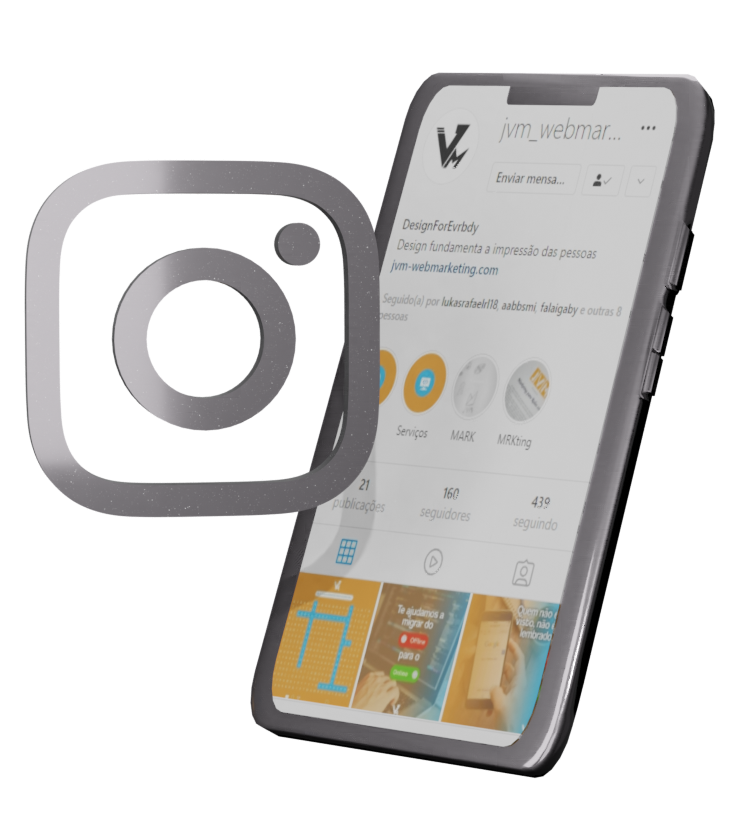 VM
jvm_webmar...
Enviar mensa...
DesignForEvrbdy
Design fundamenta a impressão das pessoas
jvm-webmarketing.com
Seguido(a) por lukasrafaelrl18, aabbsmi, falaigaby e outras 8
pessoas
Serviços MARK MRKting
21 160 439
publicações seguidores seguindo
Te ajudamos a
migrar do
Offline
para o
Online
Quem não é
visto, não é
lembrado